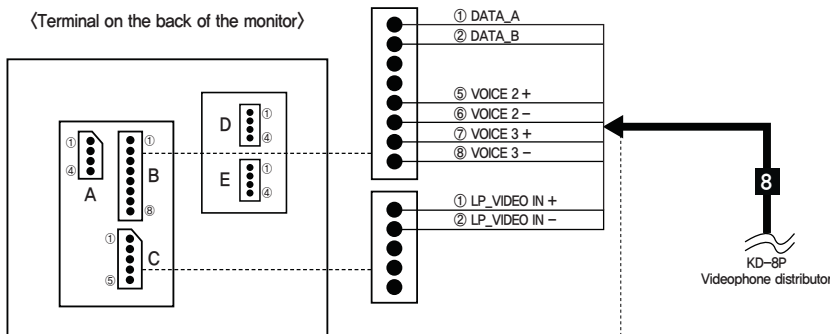 〈Terminal on the back of the monitor〉
① DATA_A
② DATA_B
⑤ VOICE 2 +
⑥ VOICE 2 −
⑦ VOICE 3 +
⑧ VOICE 3 −
① LP_VIDEO IN +
② LP_VIDEO IN −
①
④
A
①
B
⑧
①
C
⑤
D
①
④
E
①
④
8
KD-8P
Videophone distributor